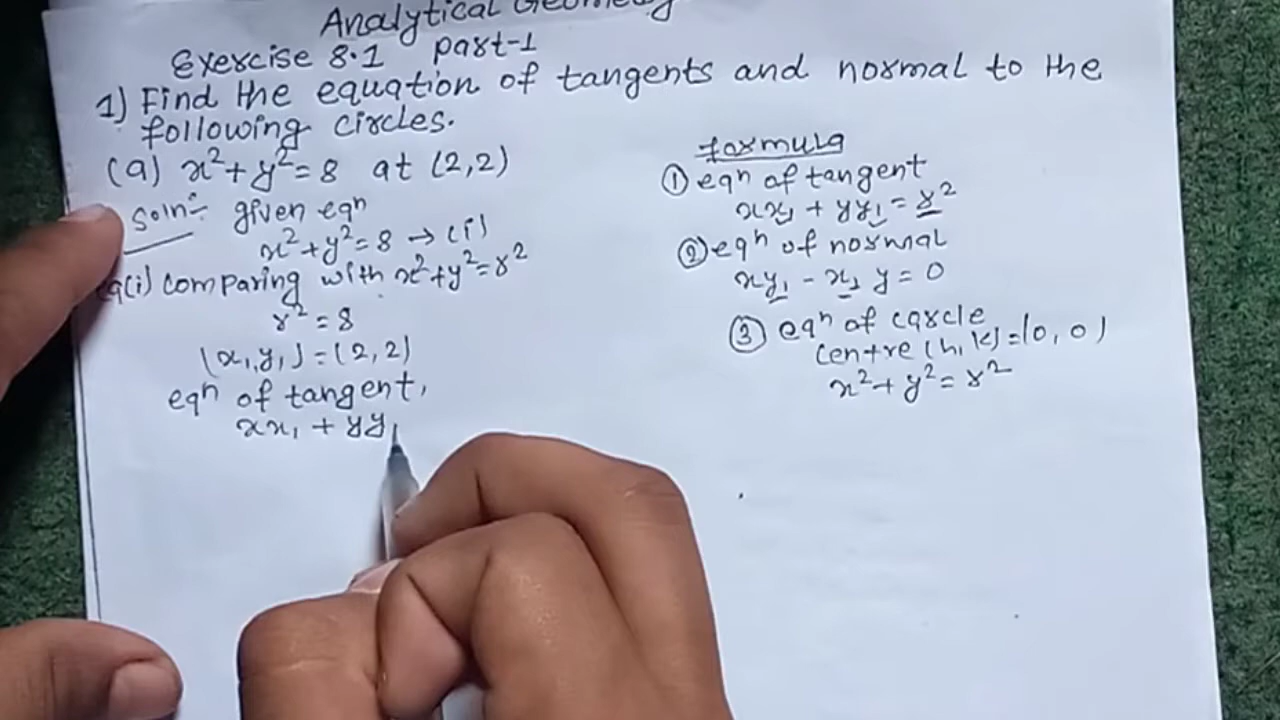 Analytical Geometry
Exercise 8.1 part-1
1) Find the equation of tangents and normal to the
following circles.
(a) x²+y²=8 at (2,2)
Soln:- given eqⁿ
x²+y²=8 → (i)
eq(i) comparing with x²+y²=r²
r²=8
(x₁,y₁)=(2,2)
eqⁿ of tangent,
xx₁ + yy₁
formula
① eqⁿ of tangent
xx₁ + yy₁ = r²
② eqⁿ of normal
xy₁ - x₁y = 0
③ eqⁿ of carcle
centre (h,k)=(0,0)
x²+y²=r²